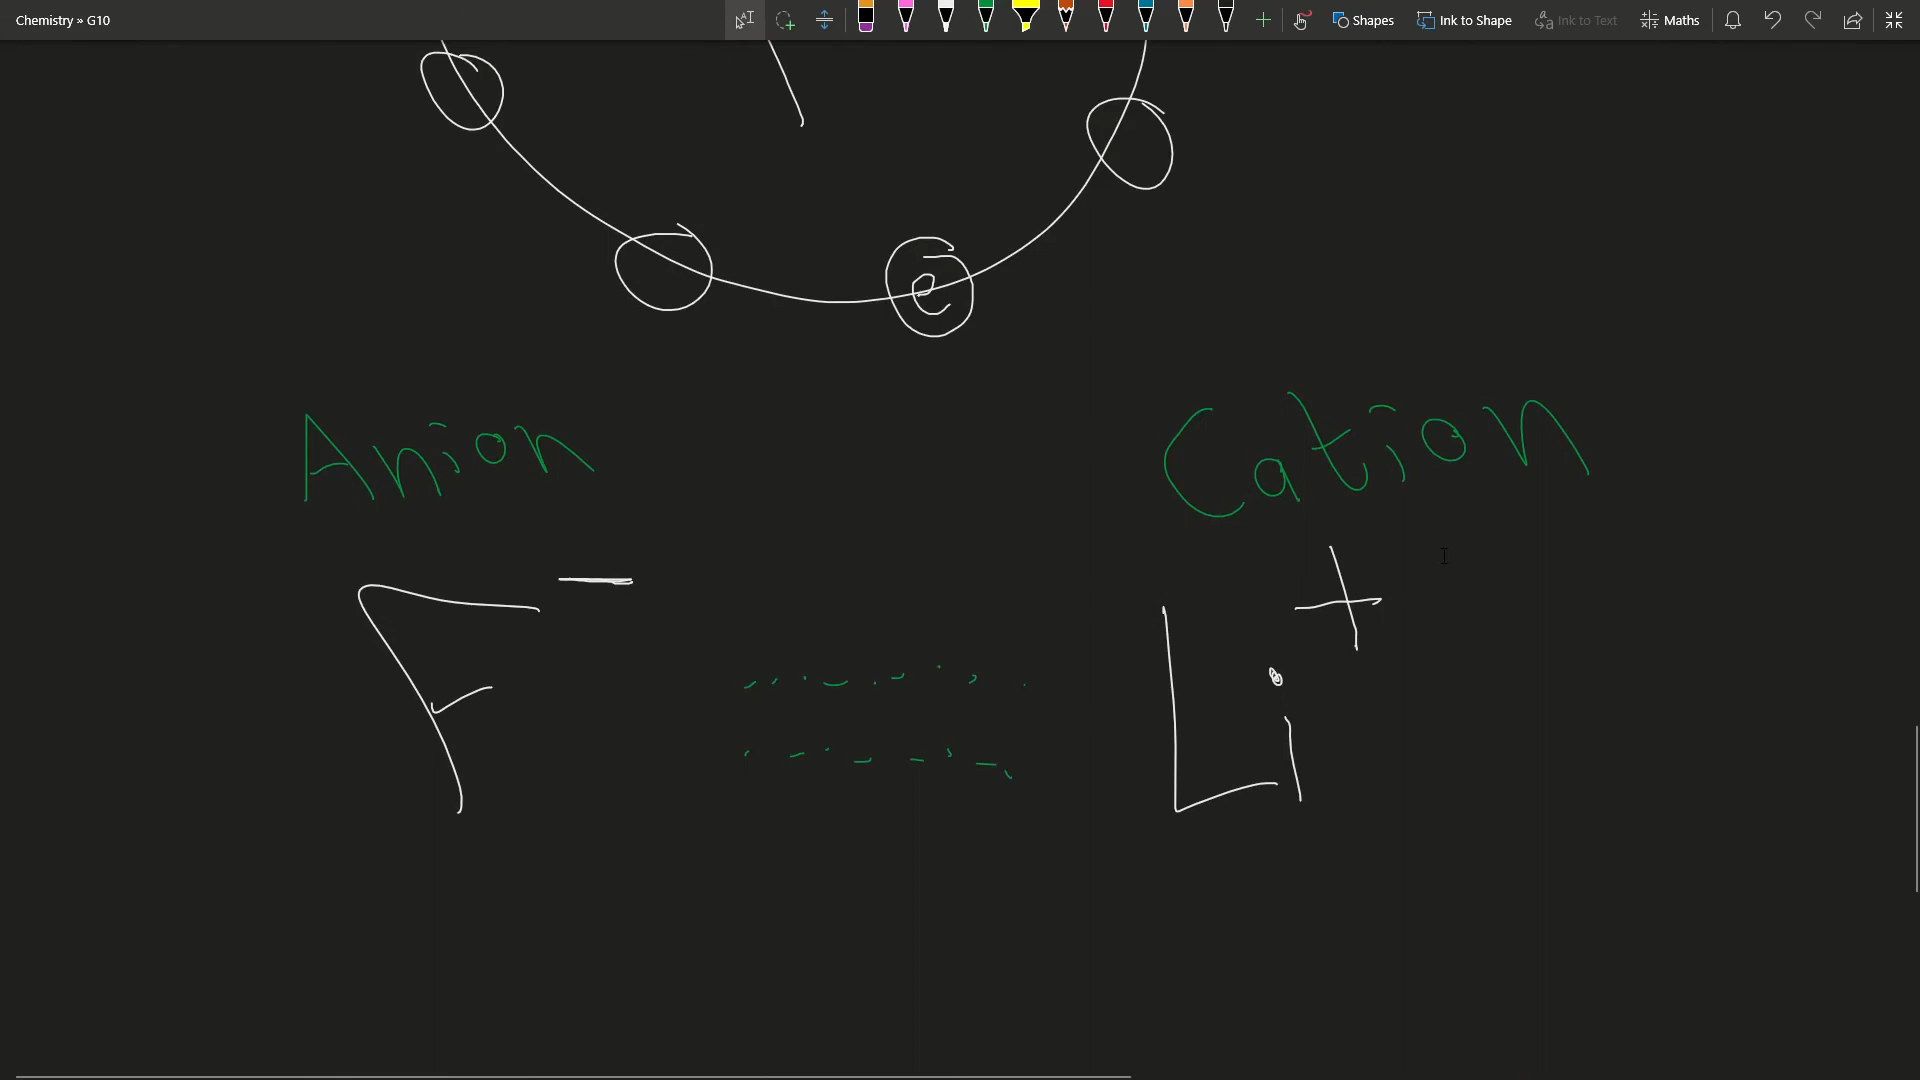 Chemistry » G10
Shapes
Ink to Shape
Ink to Text
Maths
e
Anion
Cation
F⁻
Li⁺